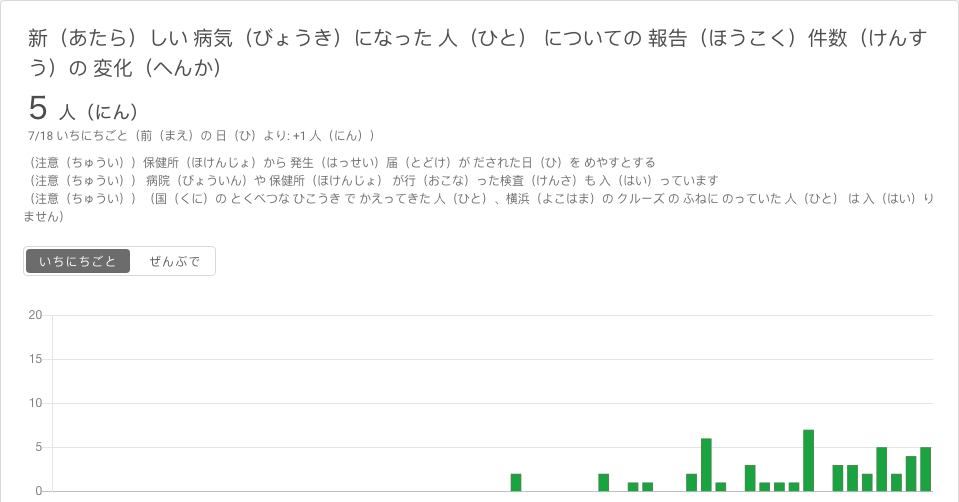 新（あたら）しい 病気（びょうき）になった 人（ひと） についての 報告（ほうこく）件数（けんす
う）の 変化（へんか）
5 人（にん）
7/18 いちにちごと（前（まえ）の 日（ひ）より: +1 人（にん））
（注意（ちゅうい））保健所（ほけんじょ）から 発生（はっせい）届（とどけ）が だされた日（ひ）を めやすとする
（注意（ちゅうい）） 病院（びょういん）や 保健所（ほけんじょ） が行（おこな）った検査（けんさ）も 入（はい）っています
（注意（ちゅうい））（国（くに）の とくべつな ひこうき で かえってきた 人（ひと）、横浜（よこはま）の クルーズ の ふねに のっていた 人（ひと） は 入（はい）り
ません）
いちにちごと ぜんぶで
20
15
10
5
0